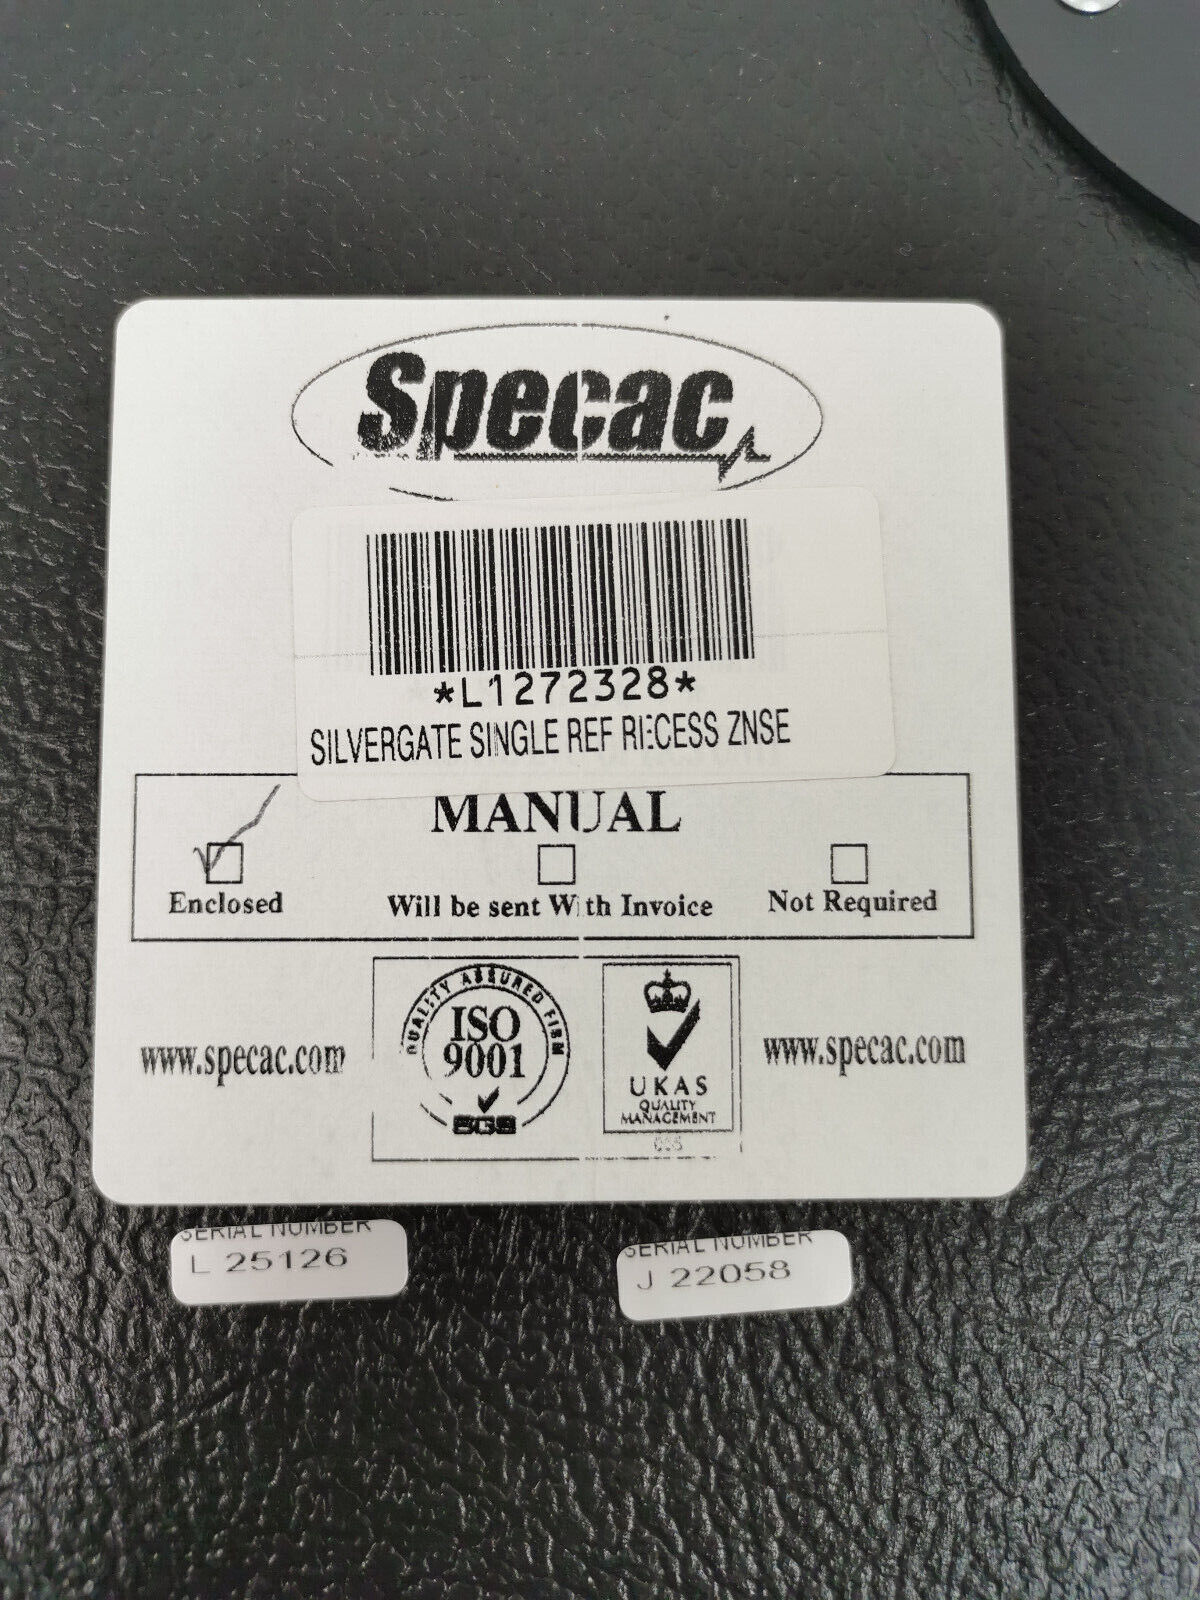 Specac
*L1272328*
SILVERGATE SINGLE REF RECESS ZNSE
MANUAL
Enclosed
Will be sent With Invoice
Not Required
QUALITY ASSURED FIRM
ISO
9001
SGS
UKAS
QUALITY
MANAGEMENT
005
www.specac.com
www.specac.com
SERIAL NUMBER
L 25126
SERIAL NUMBER
J 22058